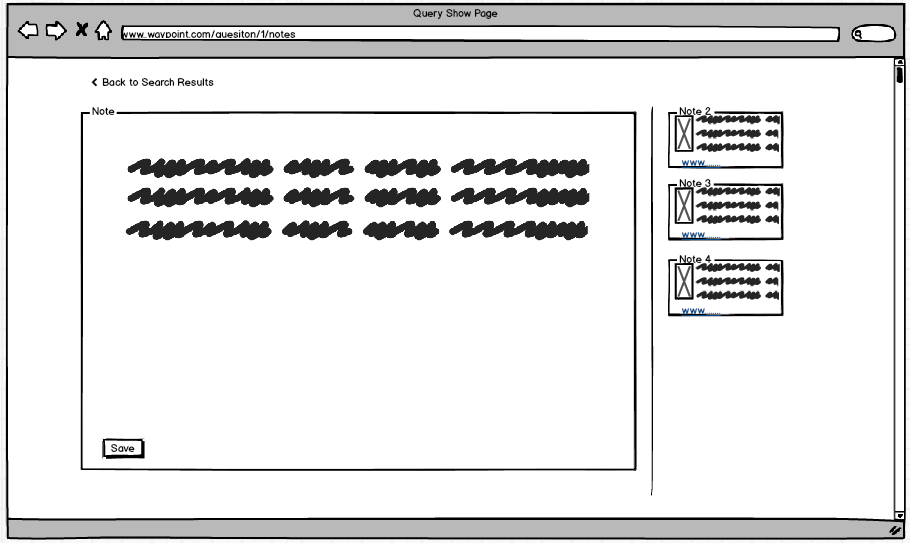 Query Show Page
www.waypoint.com/quesiton/1/notes
Back to Search Results
Note
Save
Note 2
www.......
Note 3
www.......
Note 4
www.......